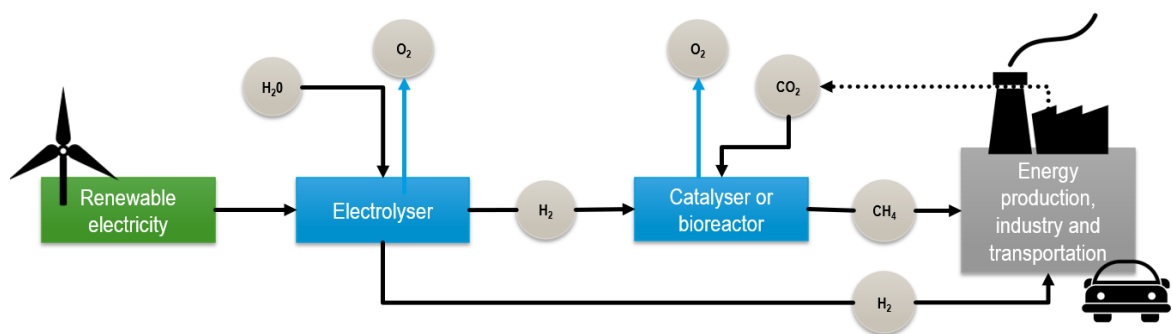 O₂
O₂
H₂0
CO₂
Renewable
electricity
Electrolyser
H₂
Catalyser or
bioreactor
CH₄
Energy
production,
industry and
transportation
H₂